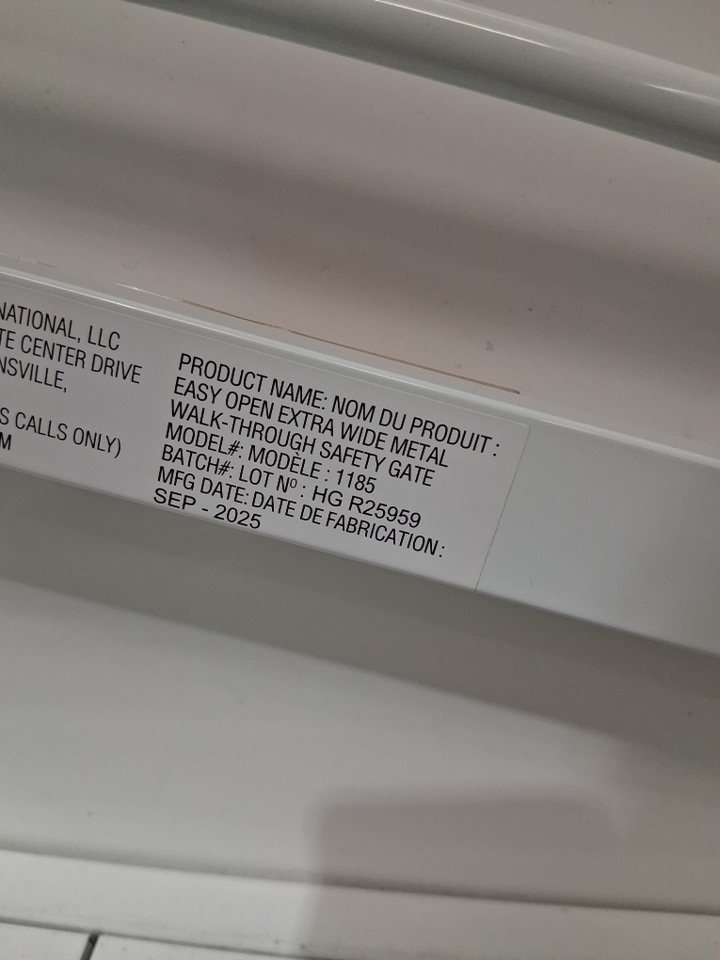 NATIONAL, LLC
TE CENTER DRIVE
NSVILLE,
S CALLS ONLY)
M
PRODUCT NAME: NOM DU PRODUIT :
EASY OPEN EXTRA WIDE METAL
WALK-THROUGH SAFETY GATE
MODEL#: MODÈLE : 1185
BATCH#: LOT Nº : HG R25959
MFG DATE: DATE DE FABRICATION :
SEP - 2025